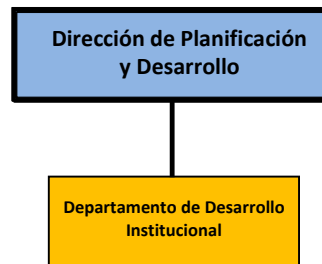 Dirección de Planificación
y Desarrollo
Departamento de Desarrollo
Institucional